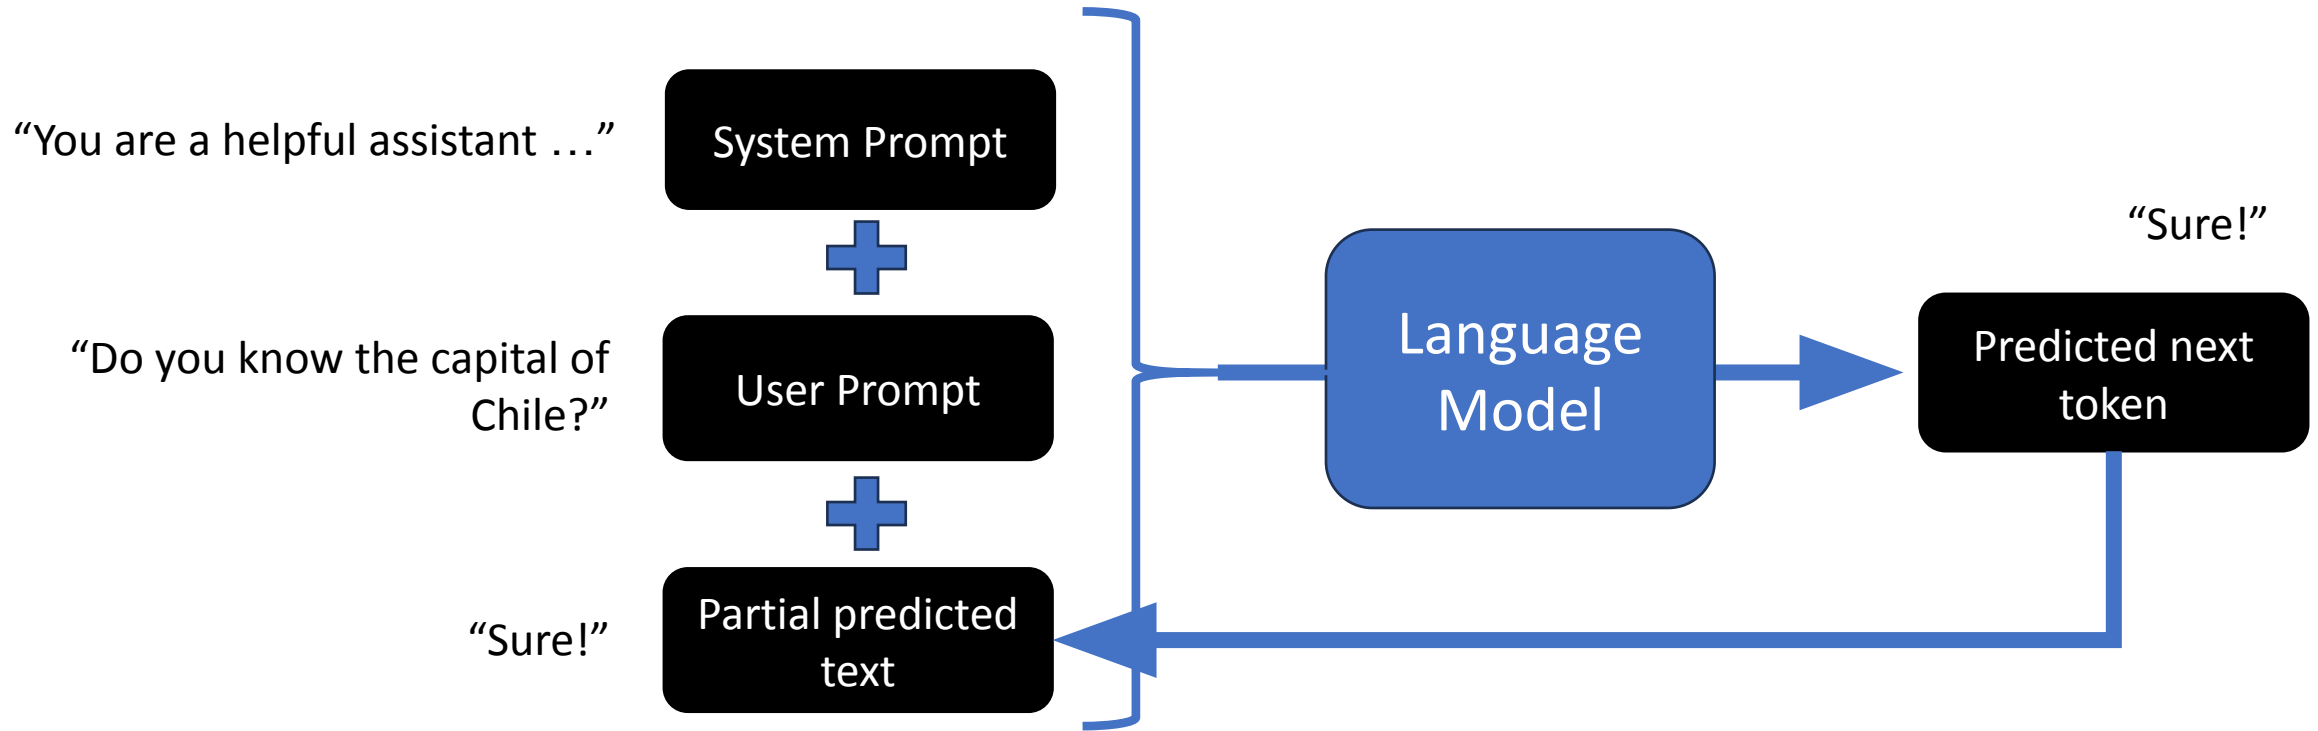 “You are a helpful assistant …”
System Prompt
“Do you know the capital of
Chile?”
User Prompt
“Sure!”
Partial predicted
text
Language
Model
“Sure!”
Predicted next
token